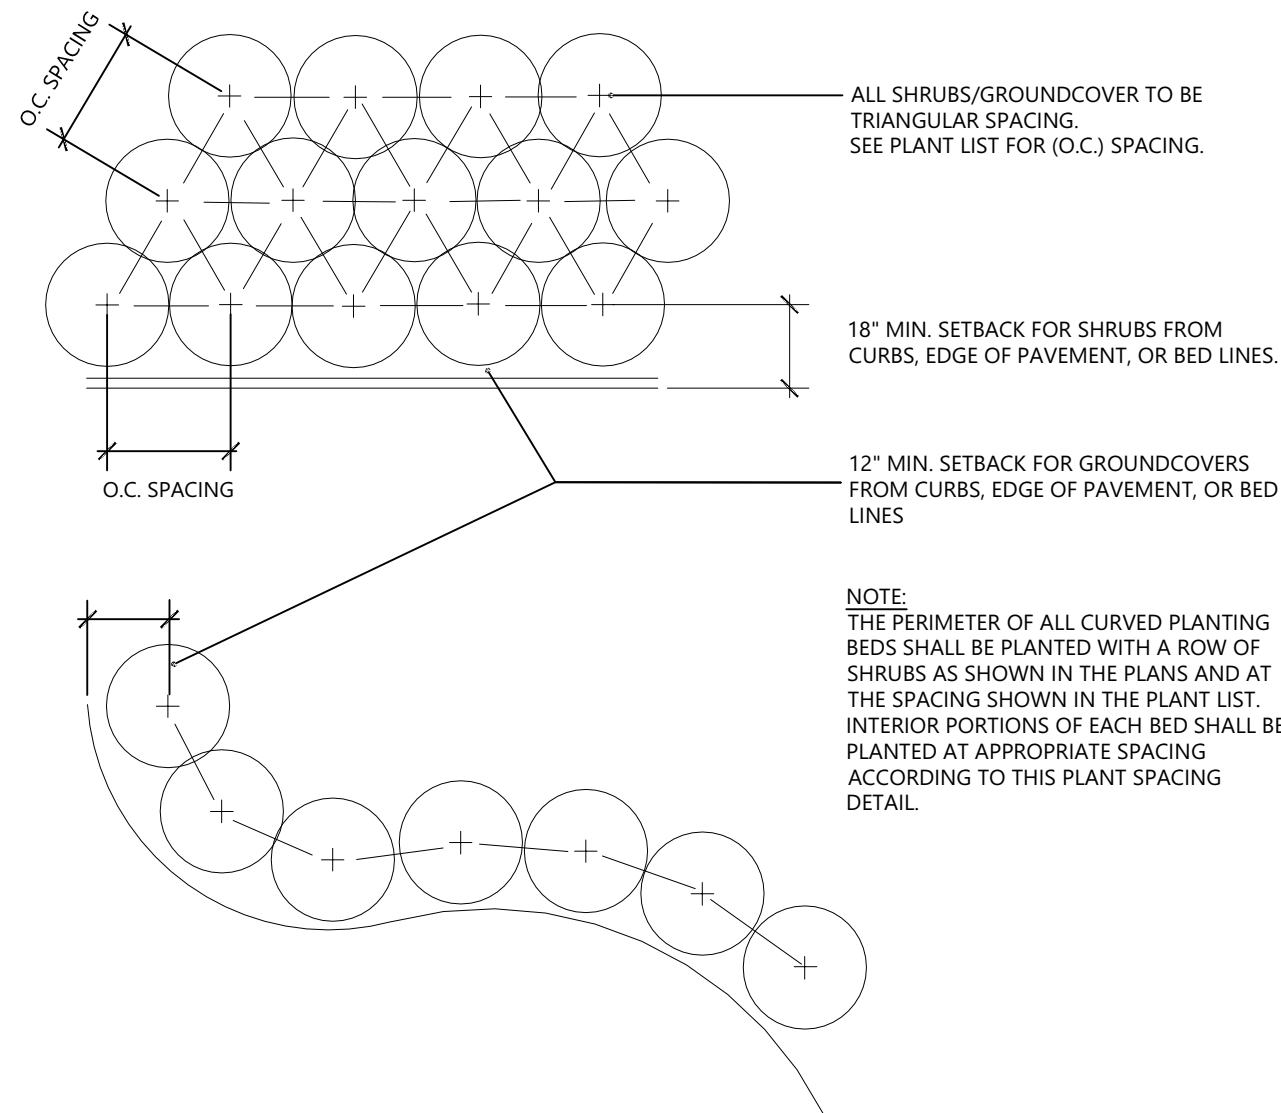 O.C. SPACING
ALL SHRUBS/GROUNDCOVER TO BE
TRIANGULAR SPACING.
SEE PLANT LIST FOR (O.C.) SPACING.
18" MIN. SETBACK FOR SHRUBS FROM
CURBS, EDGE OF PAVEMENT, OR BED LINES.
O.C. SPACING
12" MIN. SETBACK FOR GROUNDCOVERS
FROM CURBS, EDGE OF PAVEMENT, OR BED
LINES
NOTE:
THE PERIMETER OF ALL CURVED PLANTING
BEDS SHALL BE PLANTED WITH A ROW OF
SHRUBS AS SHOWN IN THE PLANS AND AT
THE SPACING SHOWN IN THE PLANT LIST.
INTERIOR PORTIONS OF EACH BED SHALL BE
PLANTED AT APPROPRIATE SPACING
ACCORDING TO THIS PLANT SPACING
DETAIL.